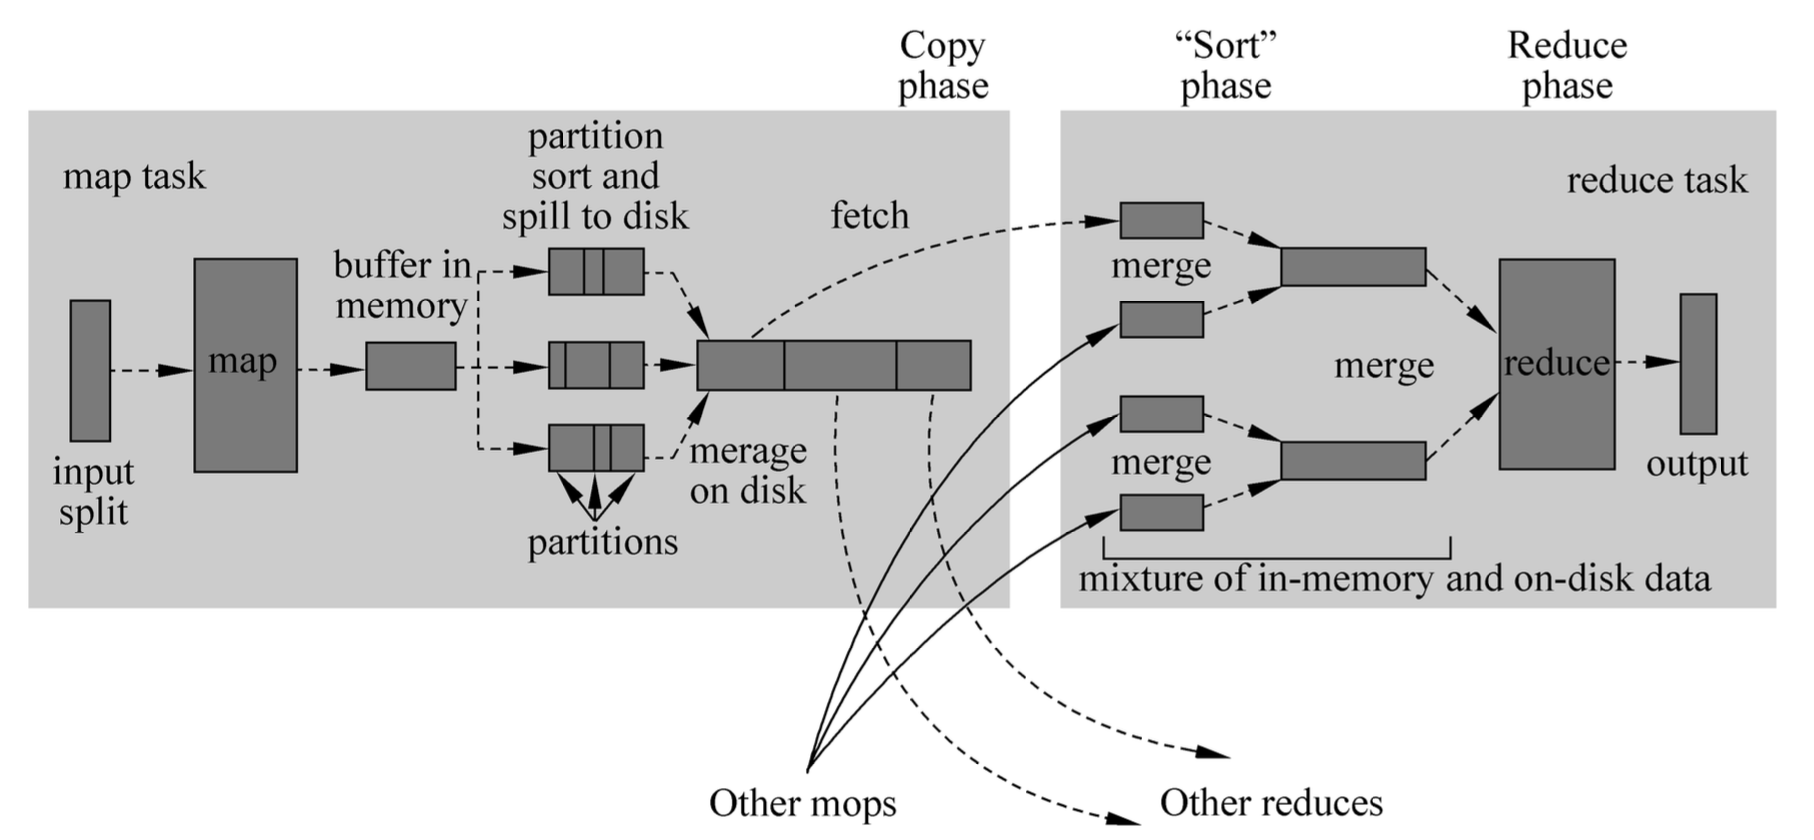 Copy
phase
“Sort”
phase
Reduce
phase
map task
partition
sort and
spill to disk
fetch
buffer in
memory
map
input
split
merage
on disk
partitions
reduce task
merge
merge
merge
reduce
output
mixture of in-memory and on-disk data
Other mops
Other reduces